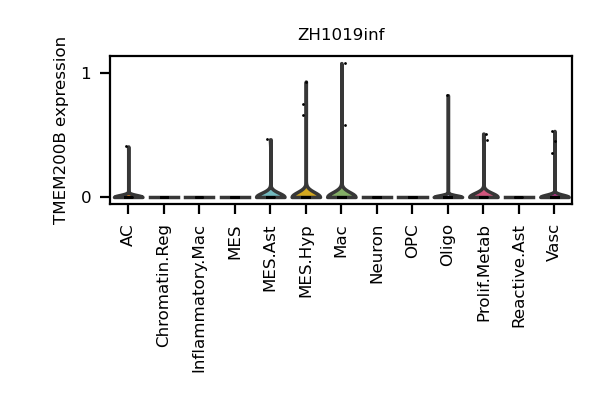 ZH1019inf
TMEM200B expression
1
0
AC
Chromatin.Reg
Inflammatory.Mac
MES
MES.Ast
MES.Hyp
Mac
Neuron
OPC
Oligo
Prolif.Metab
Reactive.Ast
Vasc